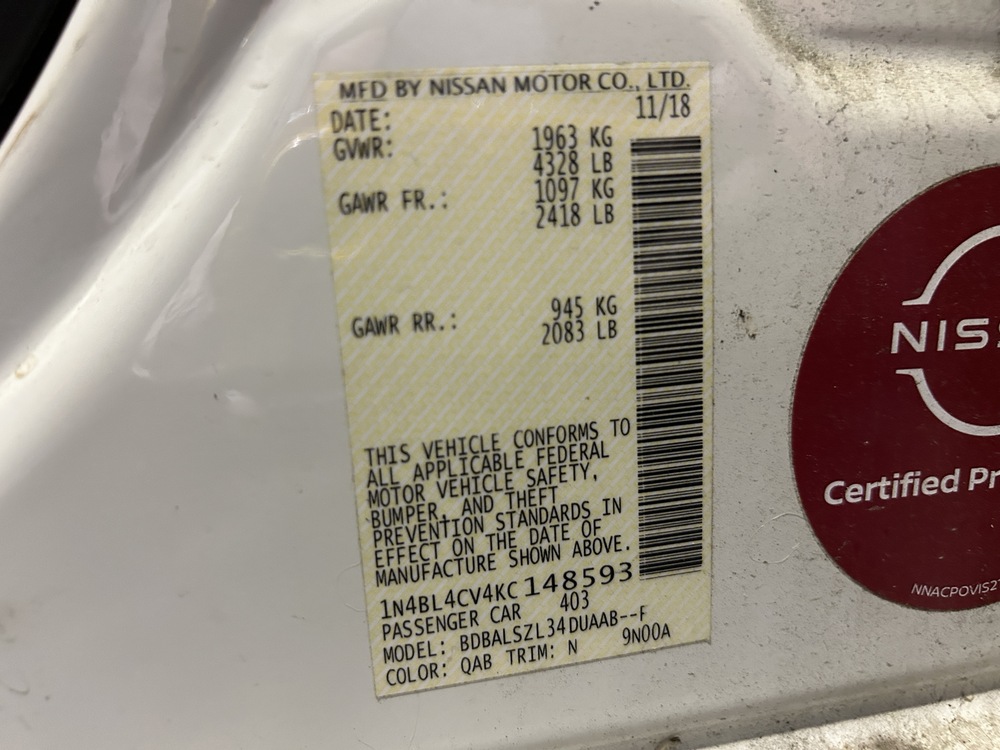 MFD BY NISSAN MOTOR CO., LTD.
DATE: 11/18
GVWR: 1963 KG
4328 LB
GAWR FR.: 1097 KG
2418 LB
GAWR RR.: 945 KG
2083 LB
THIS VEHICLE CONFORMS TO
ALL APPLICABLE FEDERAL
MOTOR VEHICLE SAFETY,
BUMPER, AND THEFT
PREVENTION STANDARDS IN
EFFECT ON THE DATE OF
MANUFACTURE SHOWN ABOVE.
1N4BL4CV4KC148593
PASSENGER CAR 403
MODEL: BDBALSZL34DUAAB--F
COLOR: QAB TRIM: N 9N00A
NIS
Certified Pr
NNACPOVIS2